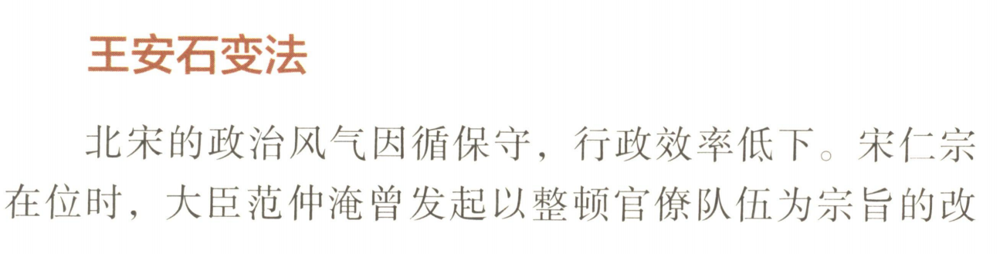 王安石变法
北宋的政治风气因循保守，行政效率低下。宋仁宗
在位时，大臣范仲淹曾发起以整顿官僚队伍为宗旨的改